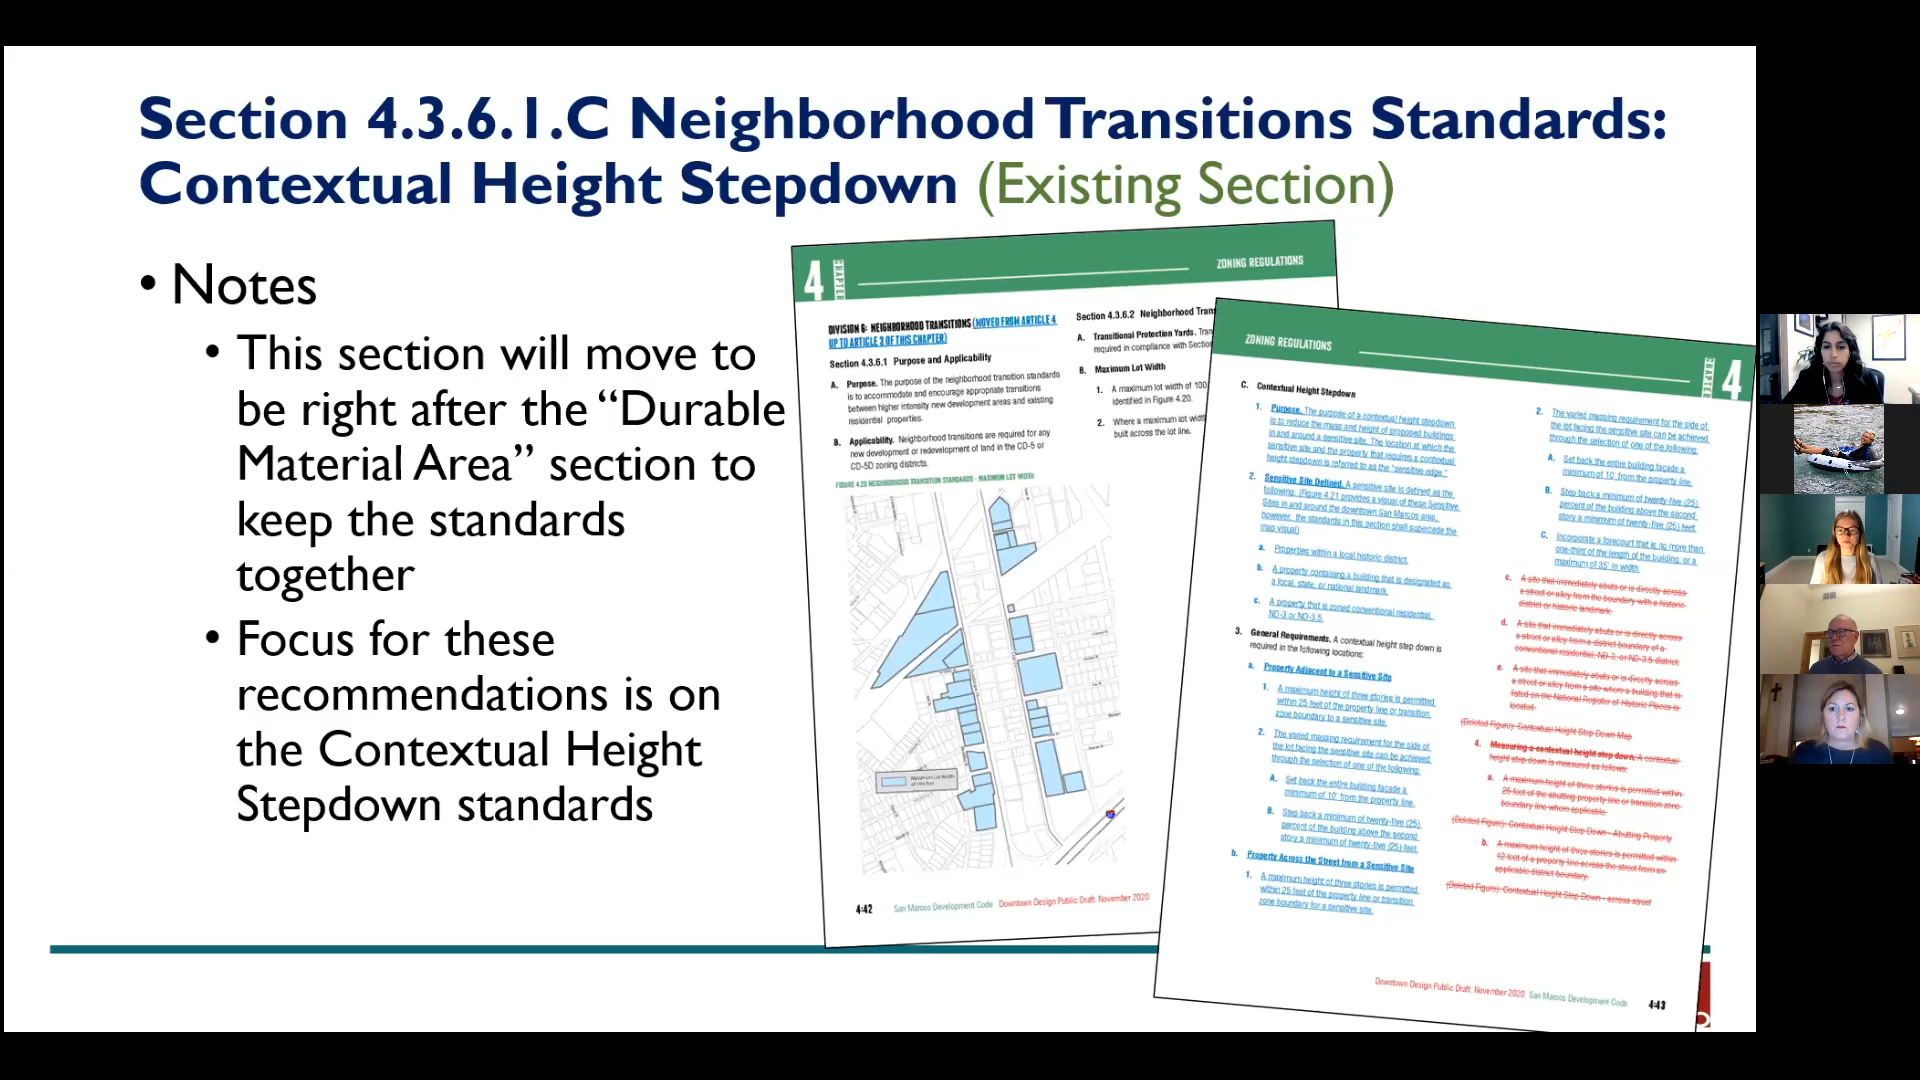 Section 4.3.6.1.C Neighborhood Transitions Standards:
Contextual Height Stepdown (Existing Section)
• Notes
• This section will move to
be right after the “Durable
Material Area” section to
keep the standards
together
• Focus for these
recommendations is on
the Contextual Height
Stepdown standards
4 CHAPTER
ZONING REGULATIONS
DIVISION 6: NEIGHBORHOOD TRANSITIONS (MOVED FROM ARTICLE 4
UP TO ARTICLE 3 OF THIS CHAPTER)
Section 4.3.6.1 Purpose and Applicability
A. Purpose. The purpose of the neighborhood transition standards
is to accommodate and encourage appropriate transitions
between higher intensity new development areas and existing
residential properties.
B. Applicability. Neighborhood transitions are required for any
new development or redevelopment of land in the CD-5 or
CD-5D zoning districts.
FIGURE 4.20 NEIGHBORHOOD TRANSITION STANDARDS - MAXIMUM LOT WIDTH
Maximum Lot Width
4:42
San Marcos Development Code Downtown Design Public Draft: November 2020
Section 4.3.6.2 Neighborhood Trans
A. Transitional Protection Yards. Tran
required in compliance with Section
B. Maximum Lot Width
1. A maximum lot width of 100
identified in Figure 4.20.
2. Where a maximum lot width
built across the lot line.
ZONING REGULATIONS
CHAPTER 4
C. Contextual Height Stepdown
1. Purpose. The purpose of a contextual height stepdown
is to reduce the mass and height of proposed buildings
in and around a sensitive site. The location at which the
sensitive site and the property that requires a contextual
height stepdown is referred to as the "sensitive edge."
2. Sensitive Site Defined. A sensitive site is defined as the
following: (Figure 4.21 provides a visual of these Sensitive
Sites in and around the downtown San Marcos area,
however, the standards in this section shall supercede the
map visual)
a. Properties within a local historic district.
b. A property containing a building that is designated as
a local, state, or national landmark.
c. A property that is zoned conventional residential,
ND-3 or ND-3.5.
3. General Requirements. A contextual height step down is
required in the following locations:
a. Property Adjacent to a Sensitive Site
1. A maximum height of three stories is permitted
within 25 feet of the property line or transition
zone boundary to a sensitive site.
2. The varied massing requirement for the side of
the lot facing the sensitive site can be achieved
through the selection of one of the following:
A. Set back the entire building façade a
minimum of 10' from the property line.
B. Step back a minimum of twenty-five (25)
percent of the building above the second
story a minimum of twenty-five (25) feet.
b. Property Across the Street from a Sensitive Site
1. A maximum height of three stories is permitted
within 25 feet of the property line or transition
zone boundary for a sensitive site.
2. The varied massing requirement for the side of
the lot facing the sensitive site can be achieved
through the selection of one of the following:
A. Set back the entire building façade a
minimum of 10' from the property line.
B. Step back a minimum of twenty-five (25)
percent of the building above the second
story a minimum of twenty-five (25) feet.
C. Incorporate a forecourt that is no more than
one-third of the length of the building, or a
maximum of 35' in width.
c. A site that immediately abuts or is directly across
a street or alley from the boundary with a historic
district or historic landmark.
d. A site that immediately abuts or is directly across
a street or alley from a district boundary of a
conventional residential, ND-3, or ND-3.5 district.
e. A site that immediately abuts or is directly across
a street or alley from a site where a building that is
listed on the National Register of Historic Places is
located.
(Deleted Figure): Contextual Height Step Down Map
4. Measuring a contextual height step down. A contextual
height step down is measured as follows:
a. A maximum height of three stories is permitted within
25 feet of the abutting property line or transition zone
boundary line where applicable.
(Deleted Figure): Contextual Height Step Down - Abutting Property
b. A maximum height of three stories is permitted within
12 feet of a property line across the street from an
applicable district boundary.
(Deleted Figure): Contextual Height Step Down - across street
Downtown Design Public Draft: November 2020 San Marcos Development Code
4:43